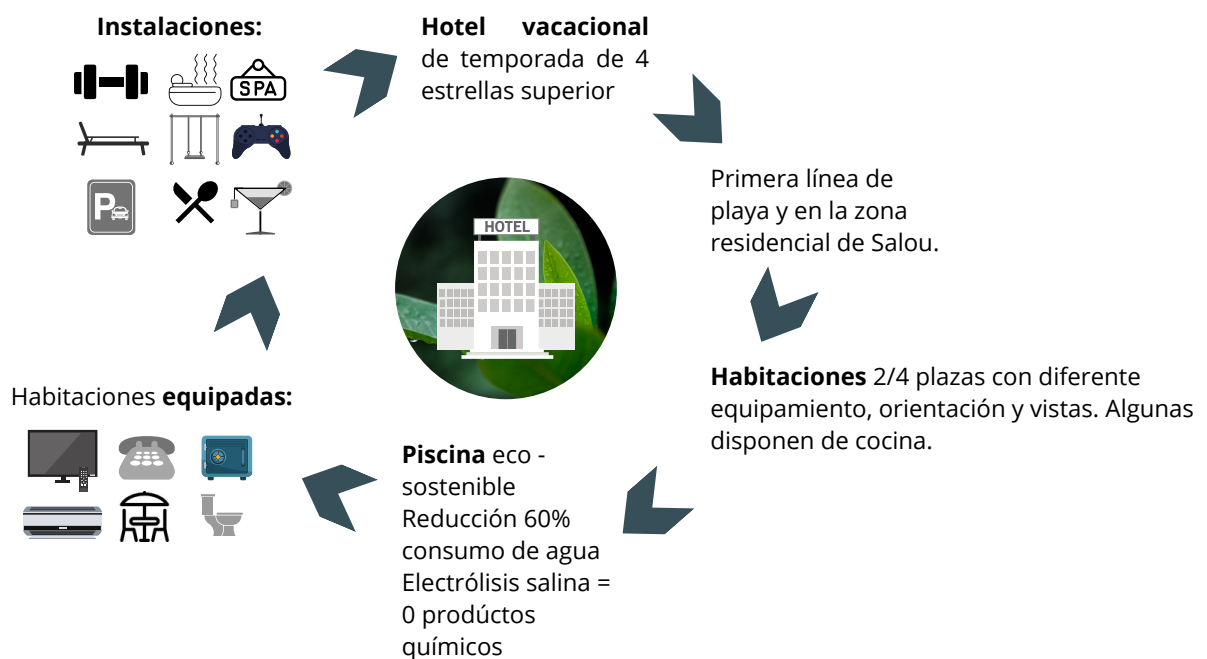 Instalaciones:
SPA
P
Hotel vacacional
de temporada de 4
estrellas superior
Primera línea de
playa y en la zona
residencial de Salou.
HOTEL
Habitaciones 2/4 plazas con diferente
equipamiento, orientación y vistas. Algunas
disponen de cocina.
Piscina eco -
sostenible
Reducción 60%
consumo de agua
Electrólisis salina =
0 prodúctos
químicos
Habitaciones equipadas: